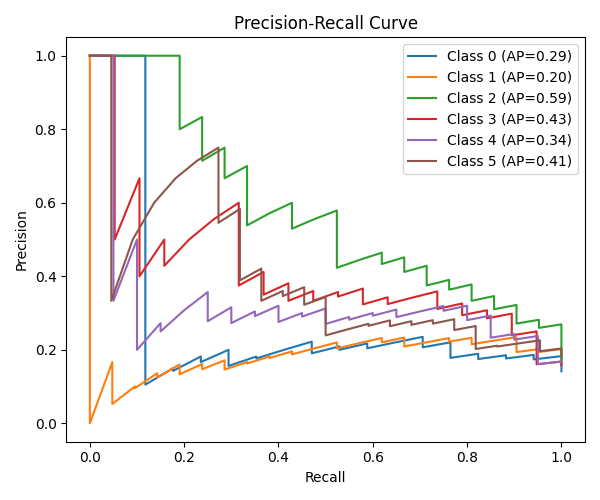 Precision-Recall Curve
Class 0 (AP=0.29)
Class 1 (AP=0.20)
Class 2 (AP=0.59)
Class 3 (AP=0.43)
Class 4 (AP=0.34)
Class 5 (AP=0.41)
Precision
1.0
0.8
0.6
0.4
0.2
0.0
0.0 0.2 0.4 0.6 0.8 1.0
Recall